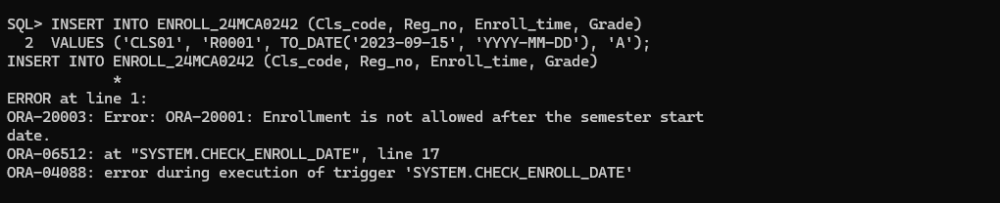 SQL> INSERT INTO ENROLL_24MCA0242 (Cls_code, Reg_no, Enroll_time, Grade)
  2  VALUES ('CLS01', 'R0001', TO_DATE('2023-09-15', 'YYYY-MM-DD'), 'A');
INSERT INTO ENROLL_24MCA0242 (Cls_code, Reg_no, Enroll_time, Grade)
            *
ERROR at line 1:
ORA-20003: Error: ORA-20001: Enrollment is not allowed after the semester start
date.
ORA-06512: at "SYSTEM.CHECK_ENROLL_DATE", line 17
ORA-04088: error during execution of trigger 'SYSTEM.CHECK_ENROLL_DATE'